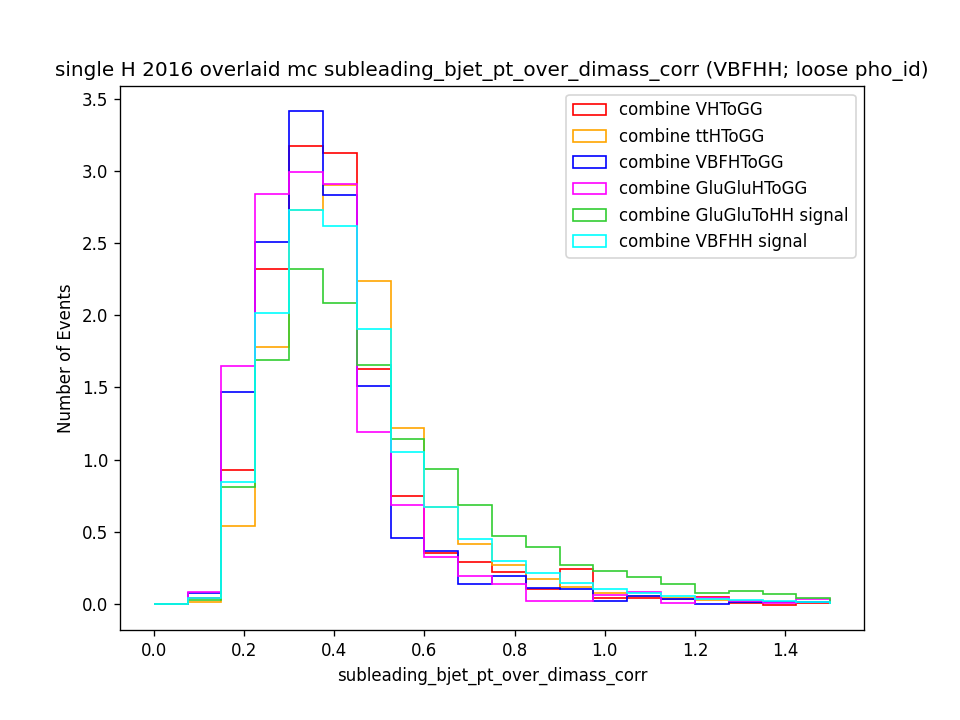 single H 2016 overlaid mc subleading_bjet_pt_over_dimass_corr (VBFHH; loose pho_id)
combine VHToGG
combine ttHToGG
combine VBFHToGG
combine GluGluHToGG
combine GluGluToHH signal
combine VBFHH signal
Number of Events
3.5
3.0
2.5
2.0
1.5
1.0
0.5
0.0
0.0 0.2 0.4 0.6 0.8 1.0 1.2 1.4
subleading_bjet_pt_over_dimass_corr